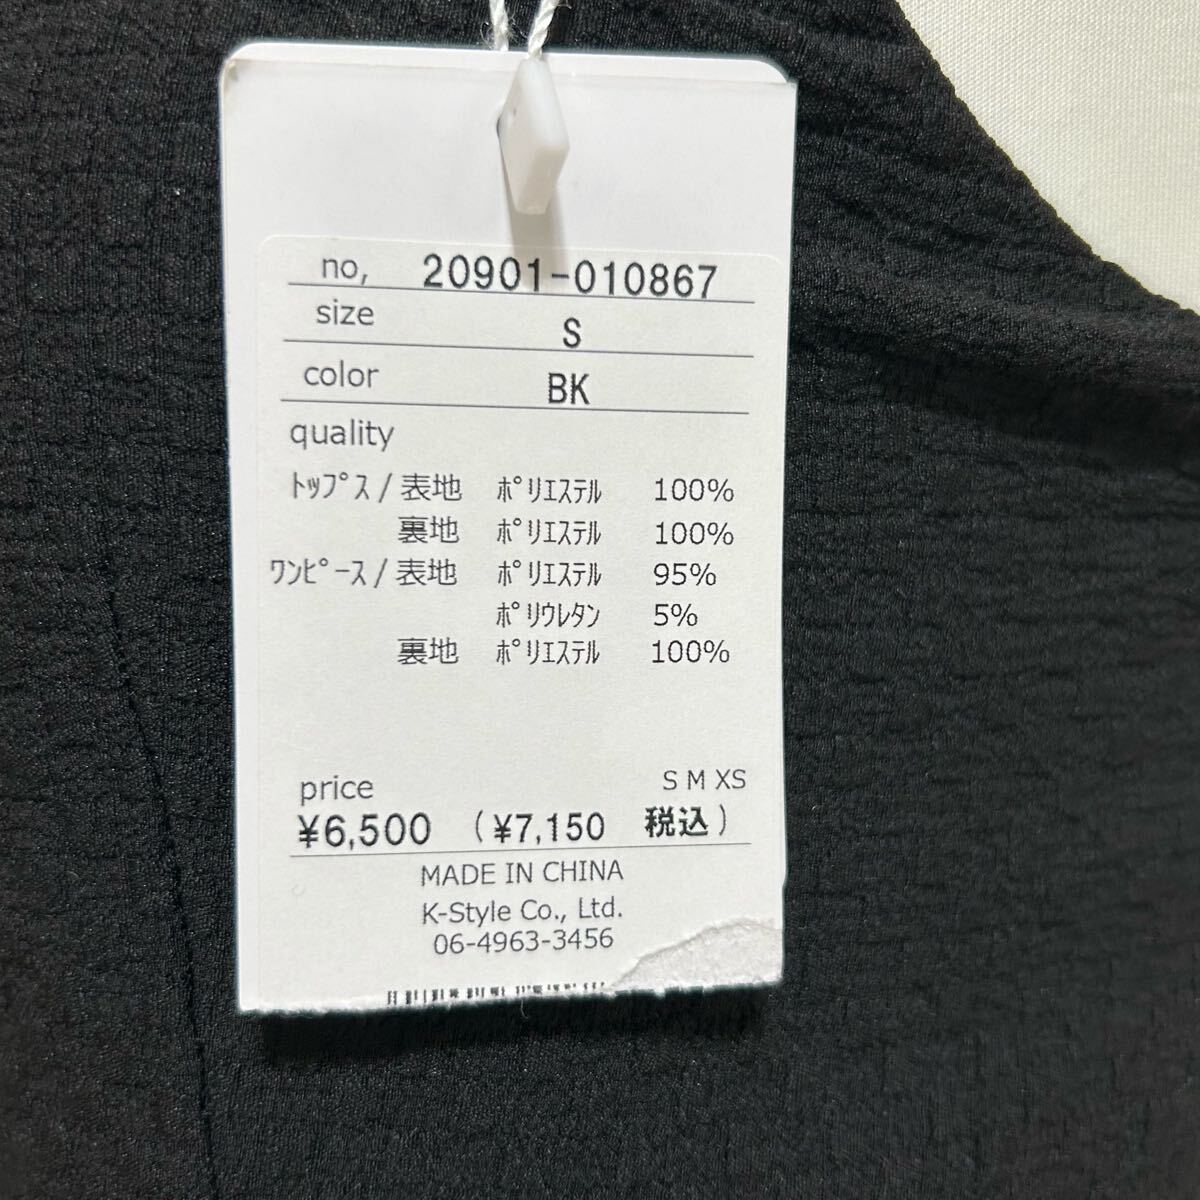 no, 20901-010867
size S
color BK
quality
ﾄｯﾌﾟｽ/表地 ﾎﾟﾘｴｽﾃﾙ 100%
裏地 ﾎﾟﾘｴｽﾃﾙ 100%
ﾜﾝﾋﾟｰｽ/表地 ﾎﾟﾘｴｽﾃﾙ 95%
ﾎﾟﾘｳﾚﾀﾝ 5%
裏地 ﾎﾟﾘｴｽﾃﾙ 100%
price S M XS
¥6,500 (¥7,150 税込)
MADE IN CHINA
K-Style Co., Ltd.
06-4963-3456